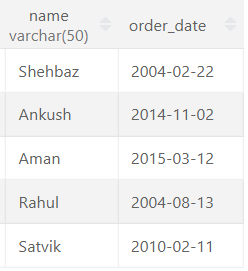 name order_date
varchar(50)
Shehbaz 2004-02-22
Ankush 2014-11-02
Aman 2015-03-12
Rahul 2004-08-13
Satvik 2010-02-11